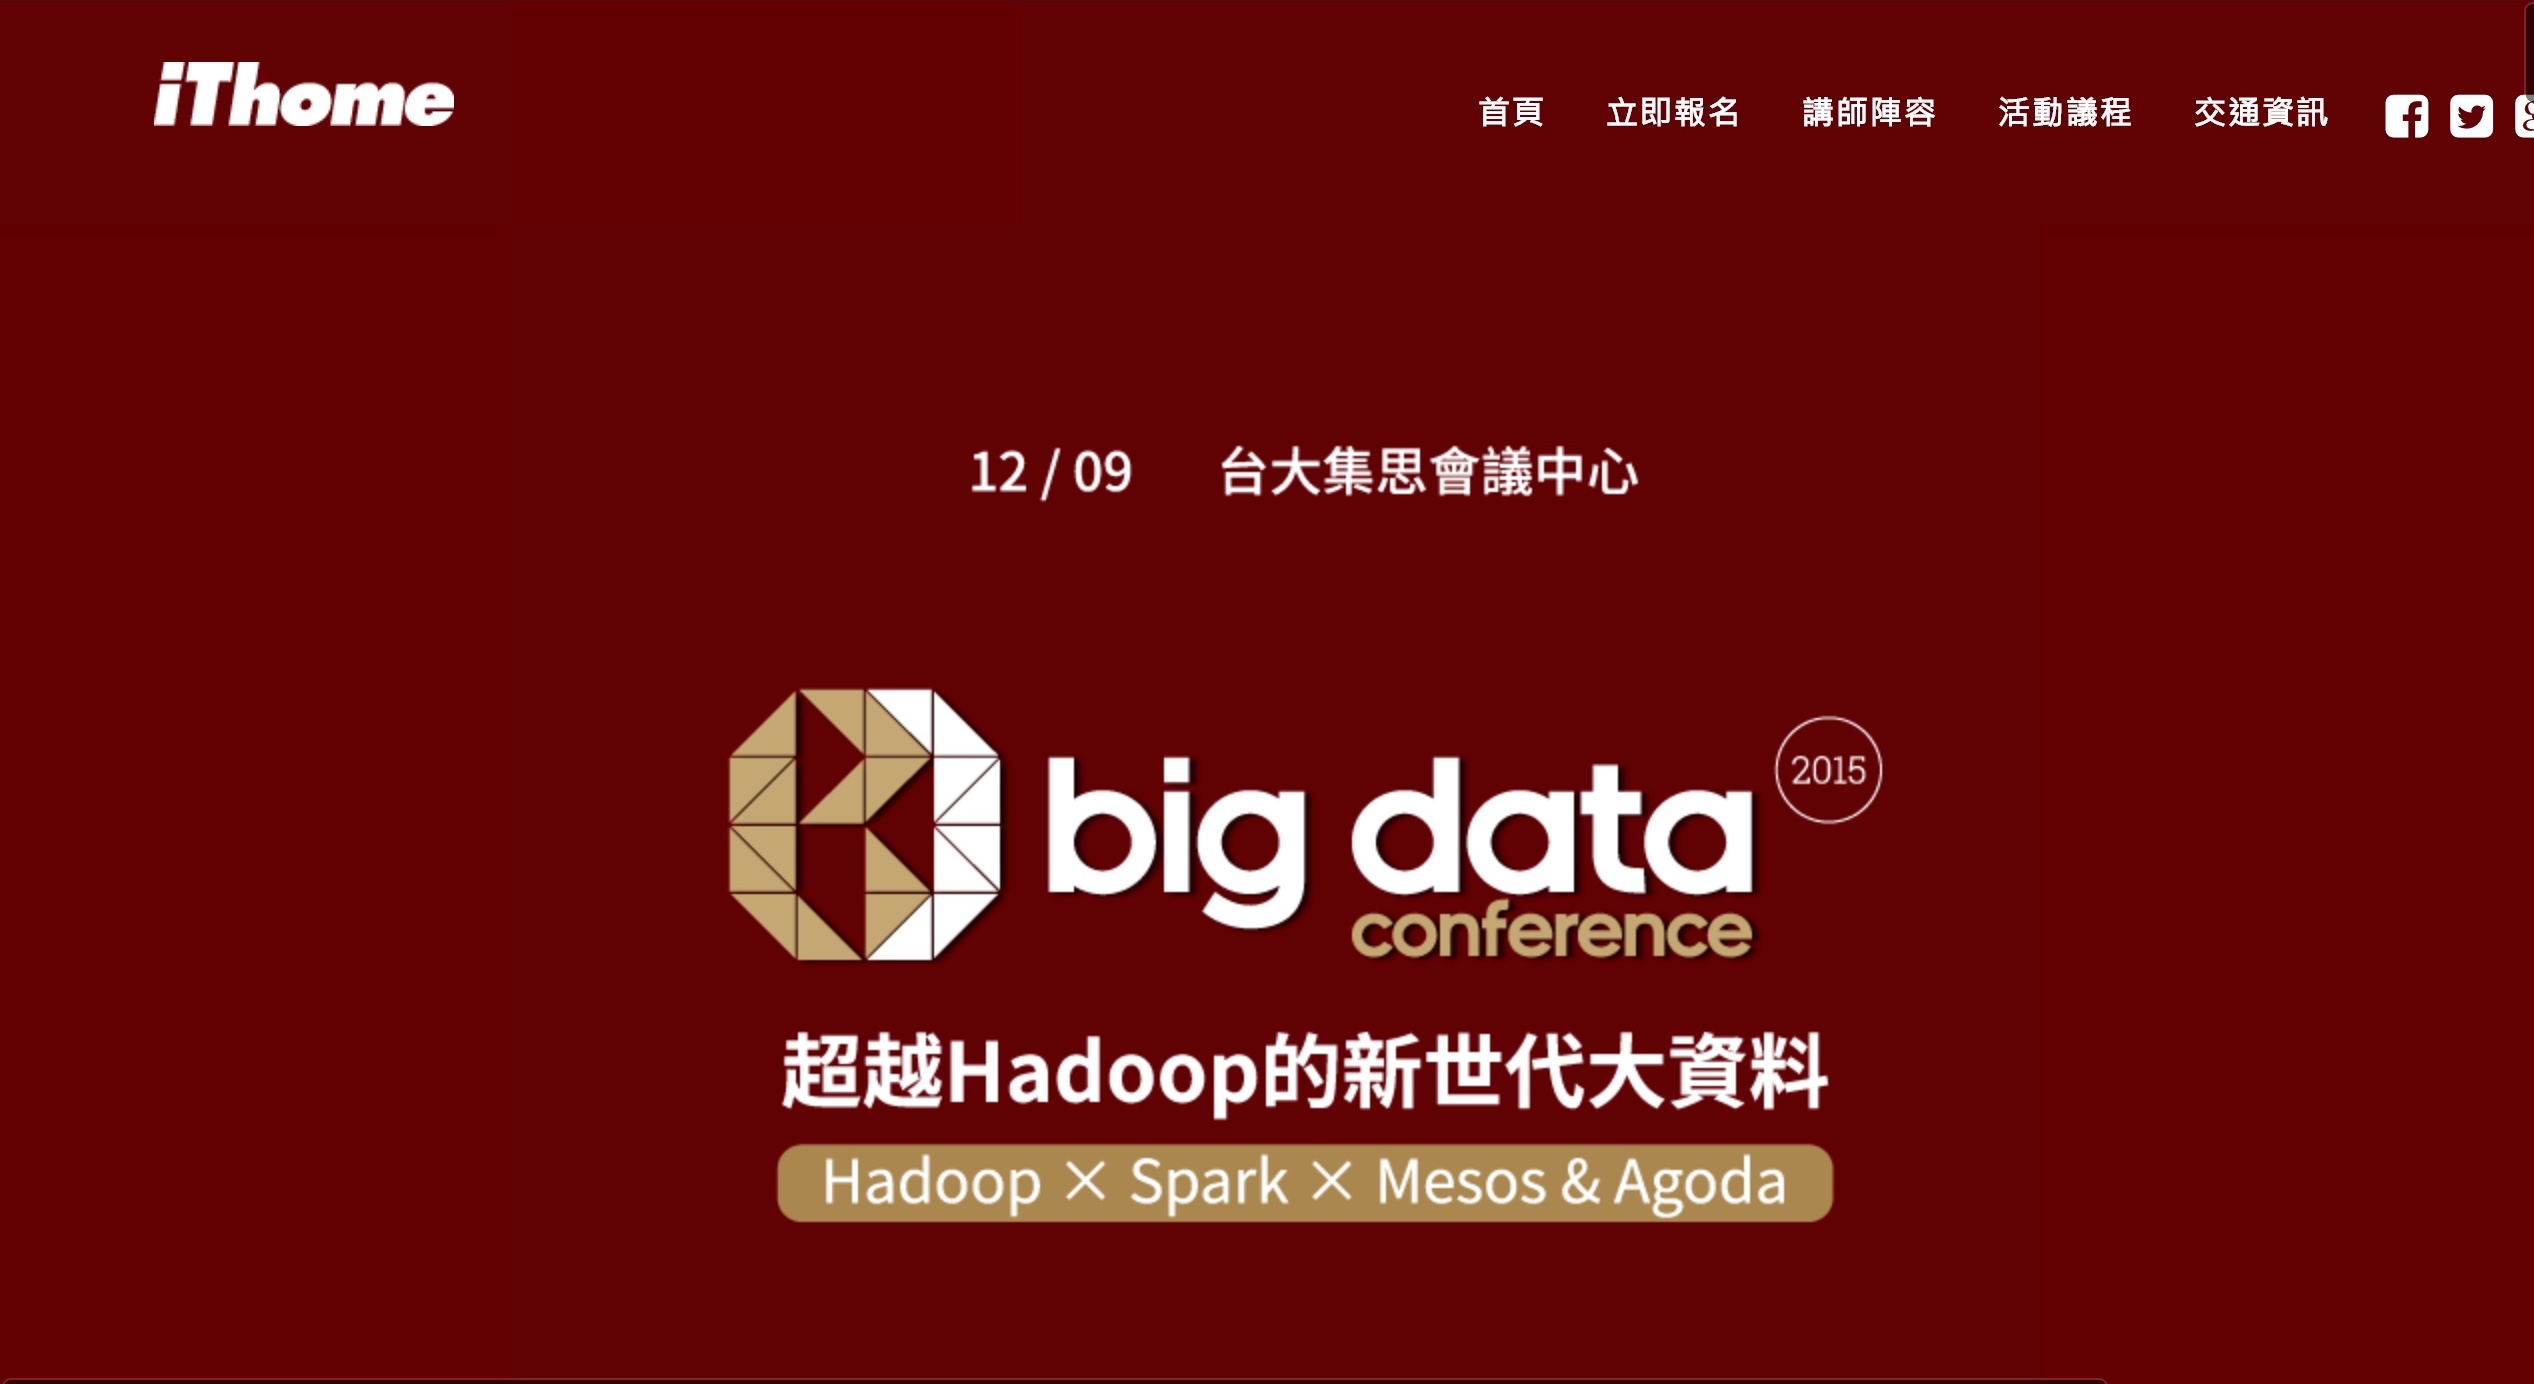 iThome
首頁 立即報名 講師陣容 活動議程 交通資訊
12 / 09 台大集思會議中心
2015
big data
conference
超越Hadoop的新世代大資料
Hadoop × Spark × Mesos & Agoda